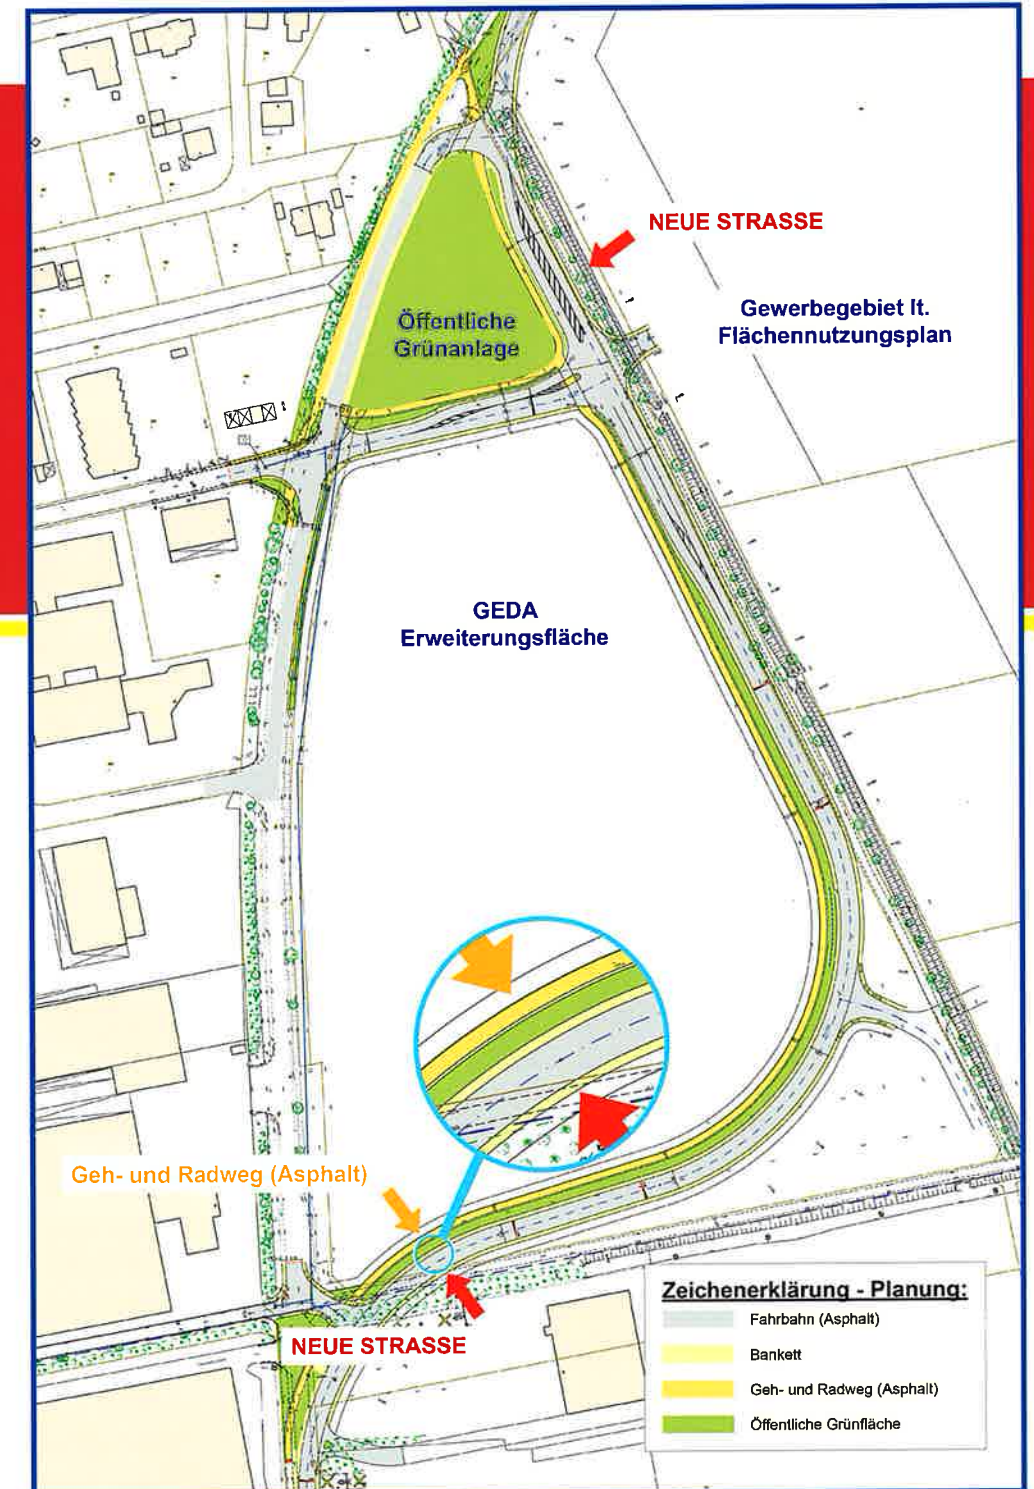 NEUE STRASSE
Gewerbegebiet lt.
Flächennutzungsplan
Öffentliche
Grünanlage
GEDA
Erweiterungsfläche
Geh- und Radweg (Asphalt)
NEUE STRASSE
Zeichenerklärung - Planung:
Fahrbahn (Asphalt)
Bankett
Geh- und Radweg (Asphalt)
Öffentliche Grünfläche